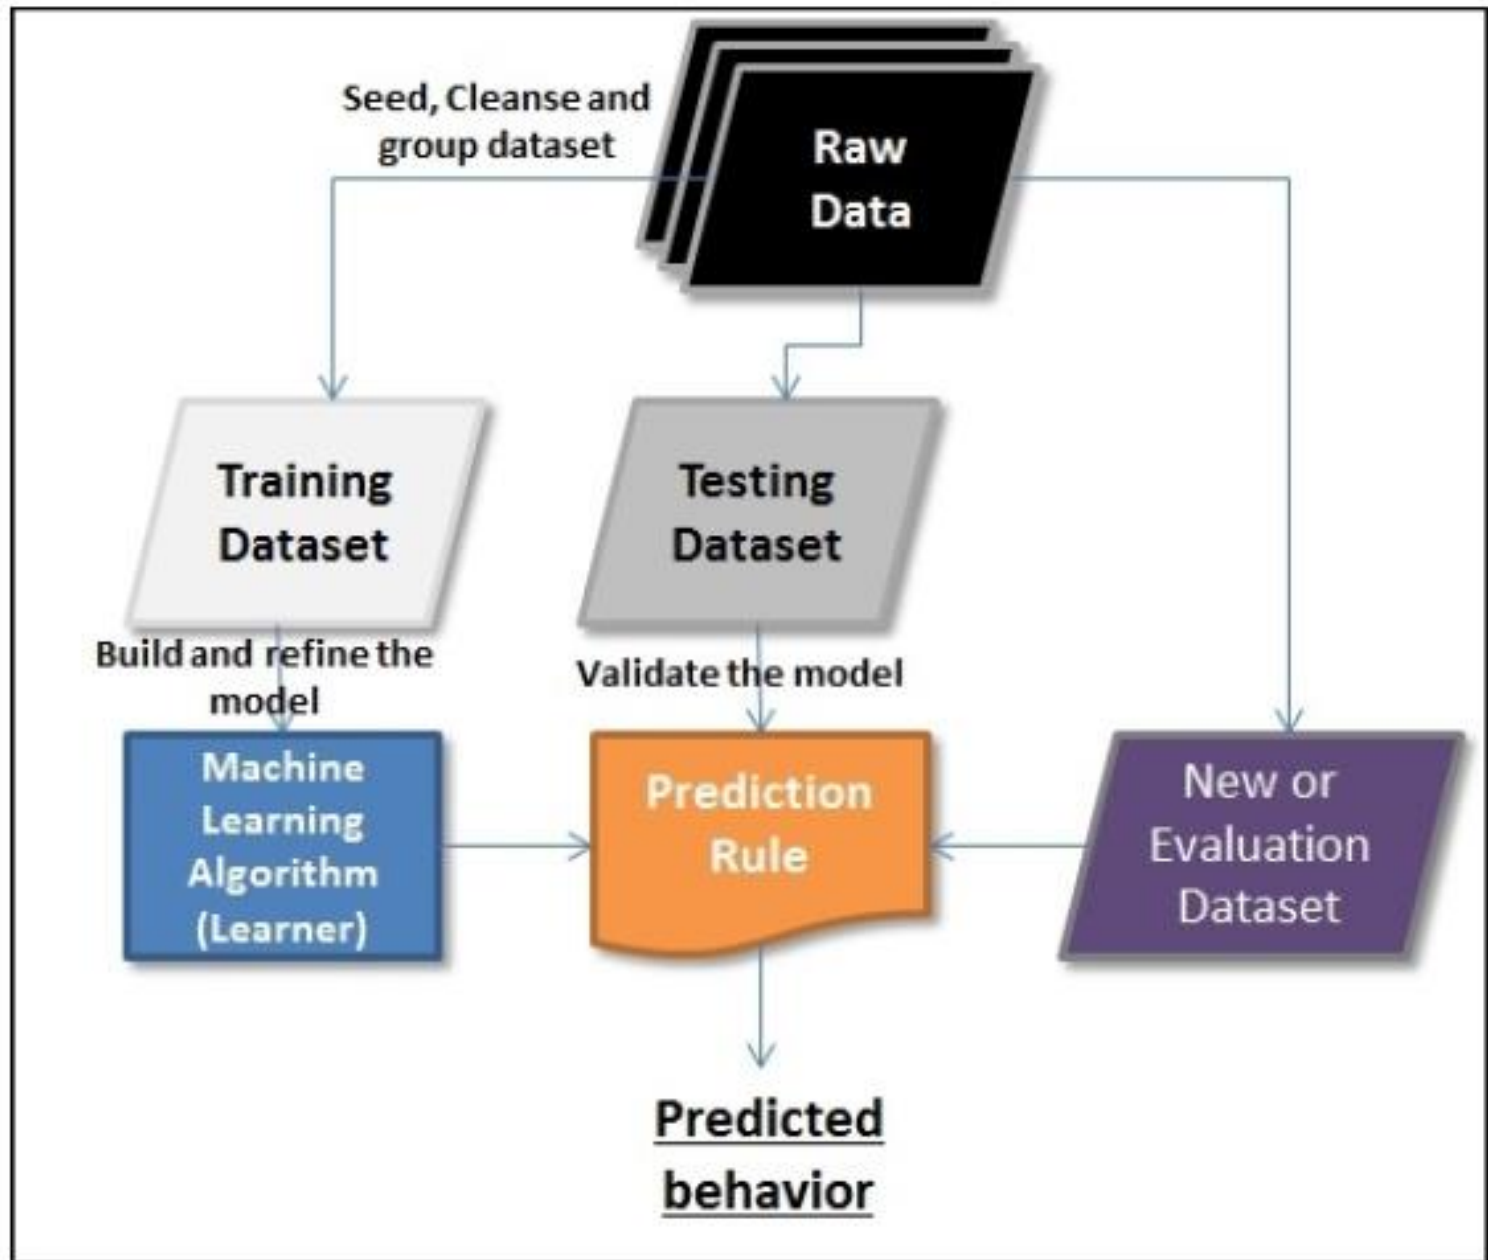 Seed, Cleanse and
group dataset
Raw
Data
Training
Dataset
Testing
Dataset
Build and refine the
model
Validate the model
Machine
Learning
Algorithm
(Learner)
Prediction
Rule
New or
Evaluation
Dataset
Predicted
behavior